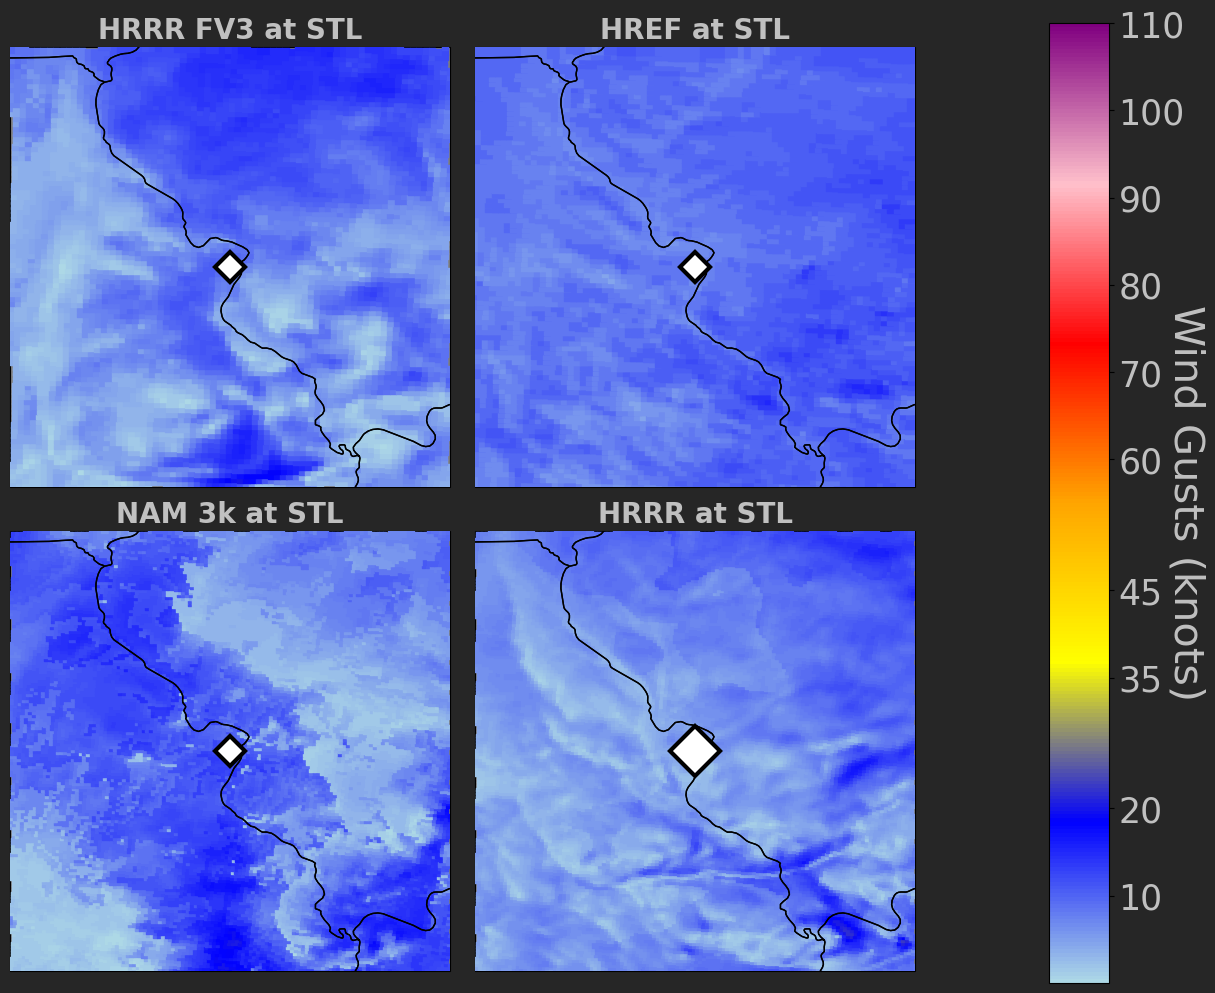 HRRR FV3 at STL
HREF at STL
NAM 3k at STL
HRRR at STL
110
100
90
80
70
60
45
35
20
10
Wind Gusts (knots)